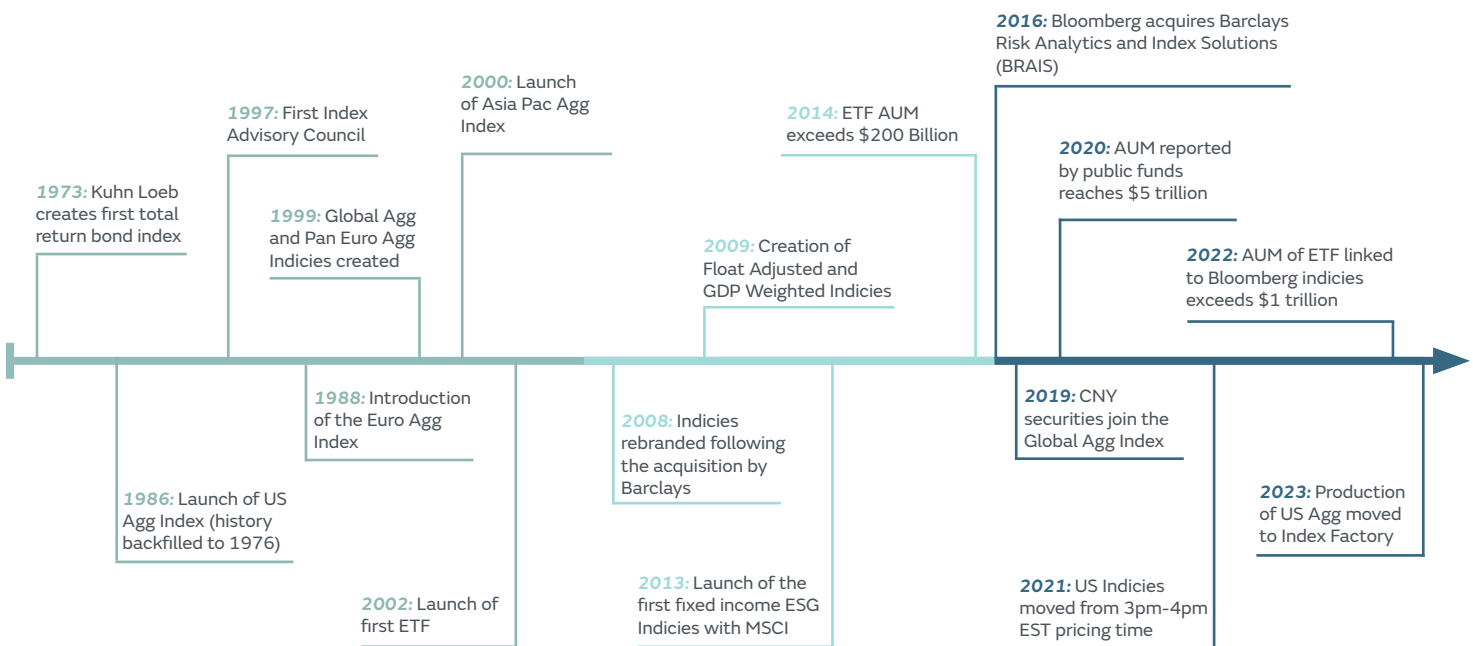 1973: Kuhn Loeb
creates first total
return bond index
1986: Launch of US
Agg Index (history
backfilled to 1976)
1997: First Index
Advisory Council
1988: Introduction
of the Euro Agg
Index
1999: Global Agg
and Pan Euro Agg
Indicies created
2000: Launch
of Asia Pac Agg
Index
2002: Launch of
first ETF
2008: Indicies
rebranded following
the acquisition by
Barclays
2009: Creation of
Float Adjusted and
GDP Weighted Indicies
2013: Launch of the
first fixed income ESG
Indicies with MSCI
2014: ETF AUM
exceeds $200 Billion
2016: Bloomberg acquires Barclays
Risk Analytics and Index Solutions
(BRAIS)
2019: CNY
securities join the
Global Agg Index
2020: AUM reported
by public funds
reaches $5 trillion
2021: US Indicies
moved from 3pm-4pm
EST pricing time
2022: AUM of ETF linked
to Bloomberg indicies
exceeds $1 trillion
2023: Production
of US Agg moved
to Index Factory